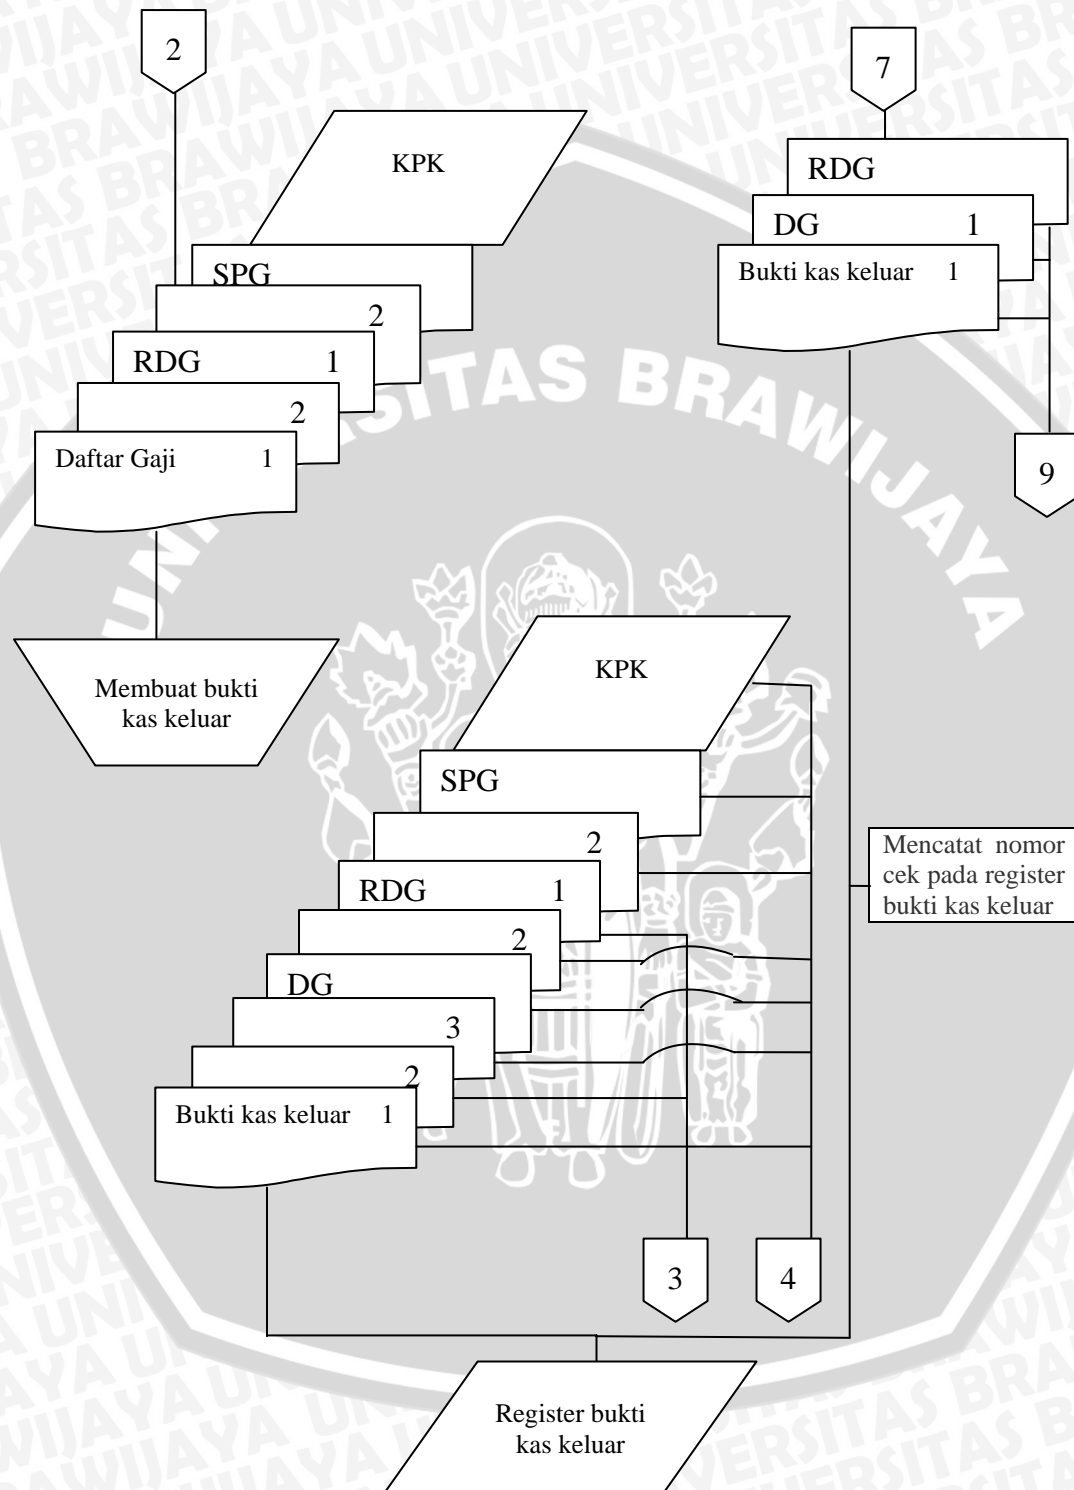 2
KPK
SPG
2
RDG 1
2
Daftar Gaji 1
Membuat bukti
kas keluar
7
RDG
DG 1
Bukti kas keluar 1
9
KPK
SPG
2
RDG 1
2
DG
3
2
Bukti kas keluar 1
Mencatat nomor
cek pada register
bukti kas keluar
3
4
Register bukti
kas keluar
UNIVERSITAS BRAWIJAYA